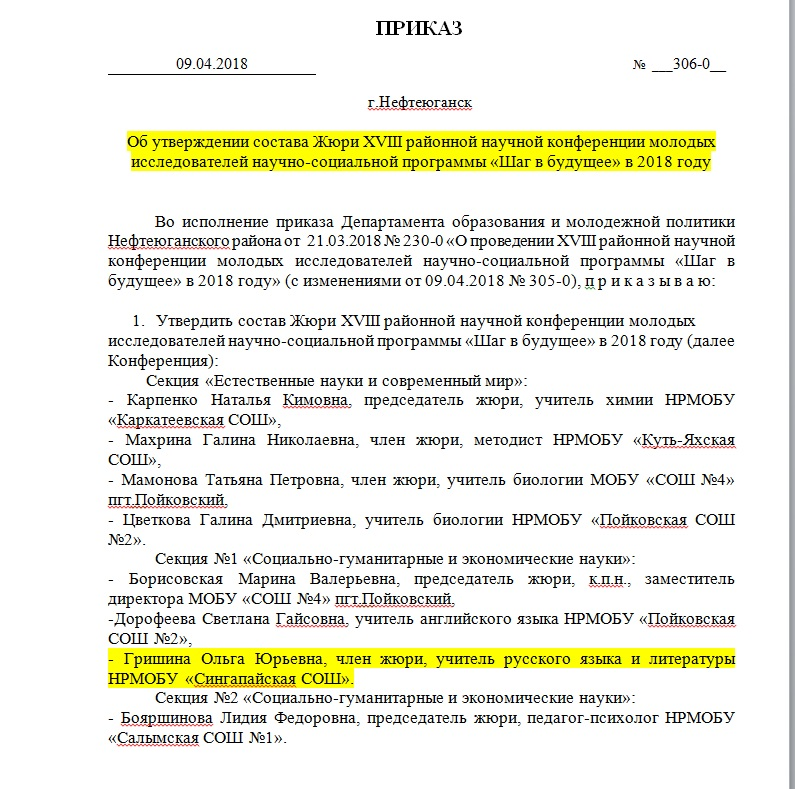 ПРИКАЗ
09.04.2018 № ___306-0__
г.Нефтеюганск
Об утверждении состава Жюри XVIII районной научной конференции молодых
исследователей научно-социальной программы «Шаг в будущее» в 2018 году
Во исполнение приказа Департамента образования и молодежной политики
Нефтеюганского района от 21.03.2018 № 230-0 «О проведении XVIII районной научной
конференции молодых исследователей научно-социальной программы «Шаг в
будущее» в 2018 году» (с изменениями от 09.04.2018 № 305-0), п р и к а з ы в а ю:
1. Утвердить состав Жюри XVIII районной научной конференции молодых
исследователей научно-социальной программы «Шаг в будущее» в 2018 году (далее
Конференция):
Секция «Естественные науки и современный мир»:
- Карпенко Наталья Кимовна, председатель жюри, учитель химии НРМОБУ
«Каркатеевская СОШ»,
- Махрина Галина Николаевна, член жюри, методист НРМОБУ «Куть-Яхская
СОШ»,
- Мамонова Татьяна Петровна, член жюри, учитель биологии МОБУ «СОШ №4»
пгт.Пойковский,
- Цветкова Галина Дмитриевна, учитель биологии НРМОБУ «Пойковская СОШ
№2».
Секция №1 «Социально-гуманитарные и экономические науки»:
- Борисовская Марина Валерьевна, председатель жюри, к.п.н., заместитель
директора МОБУ «СОШ №4» пгт.Пойковский,
-Дорофеева Светлана Гайсовна, учитель английского языка НРМОБУ «Пойковская
СОШ №2»,
- Гришина Ольга Юрьевна, член жюри, учитель русского языка и литературы
НРМОБУ «Сингапайская СОШ».
Секция №2 «Социально-гуманитарные и экономические науки»:
- Бояршинова Лидия Федоровна, председатель жюри, педагог-психолог НРМОБУ
«Салымская СОШ №1».